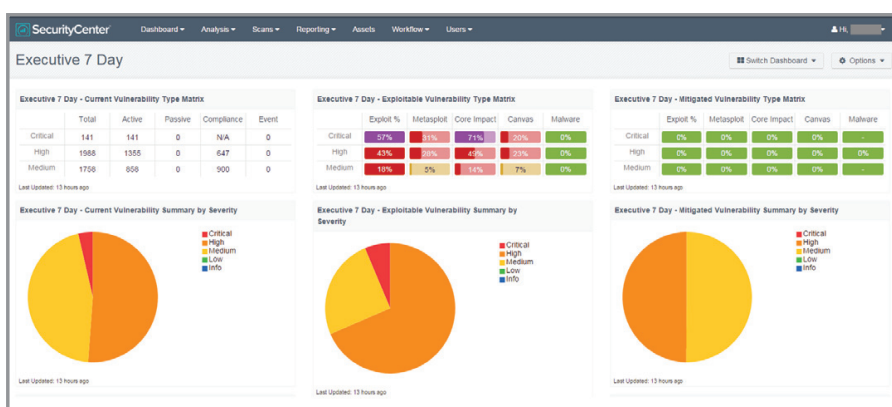 SecurityCenter Dashboard Analysis Scans Reporting Assets Workflow Users Hi,
Executive 7 Day Switch Dashboard Options
Executive 7 Day - Current Vulnerability Type Matrix
Total Active Passive Compliance Event
Critical 141 141 0 N/A 0
High 1988 1355 0 647 0
Medium 1758 858 0 900 0
Last Updated: 13 hours ago
Executive 7 Day - Exploitable Vulnerability Type Matrix
Exploit % Metasploit Core Impact Canvas Malware
Critical 57% 31% 71% 20% 0%
High 43% 28% 49% 23% 0%
Medium 18% 5% 14% 7% 0%
Last Updated: 13 hours ago
Executive 7 Day - Mitigated Vulnerability Type Matrix
Exploit % Metasploit Core Impact Canvas Malware
Critical 0% 0% 0% 0% -
High 0% 0% 0% 0% 0%
Medium 0% 0% 0% 0% -
Last Updated: 13 hours ago
Executive 7 Day - Current Vulnerability Summary by Severity
Critical
High
Medium
Low
Info
Last Updated: 13 hours ago
Executive 7 Day - Exploitable Vulnerability Summary by
Severity
Critical
High
Medium
Low
Info
Last Updated: 13 hours ago
Executive 7 Day - Mitigated Vulnerability Summary by Severity
Critical
High
Medium
Low
Info
Last Updated: 13 hours ago